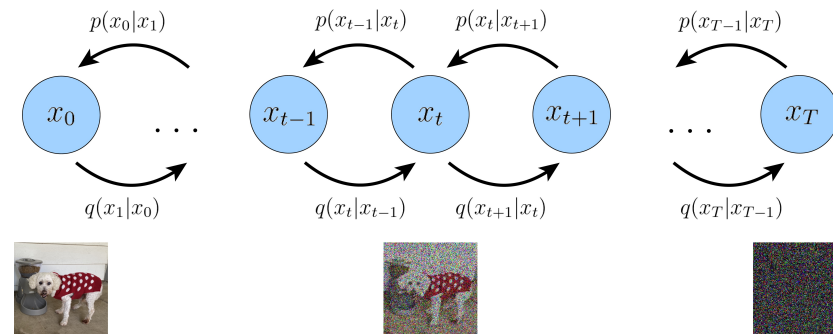 p(x_0|x_1) p(x_{t-1}|x_t) p(x_t|x_{t+1}) p(x_{T-1}|x_T)
x_0 . . . x_{t-1} x_t x_{t+1} . . . x_T
q(x_1|x_0) q(x_t|x_{t-1}) q(x_{t+1}|x_t) q(x_T|x_{T-1})